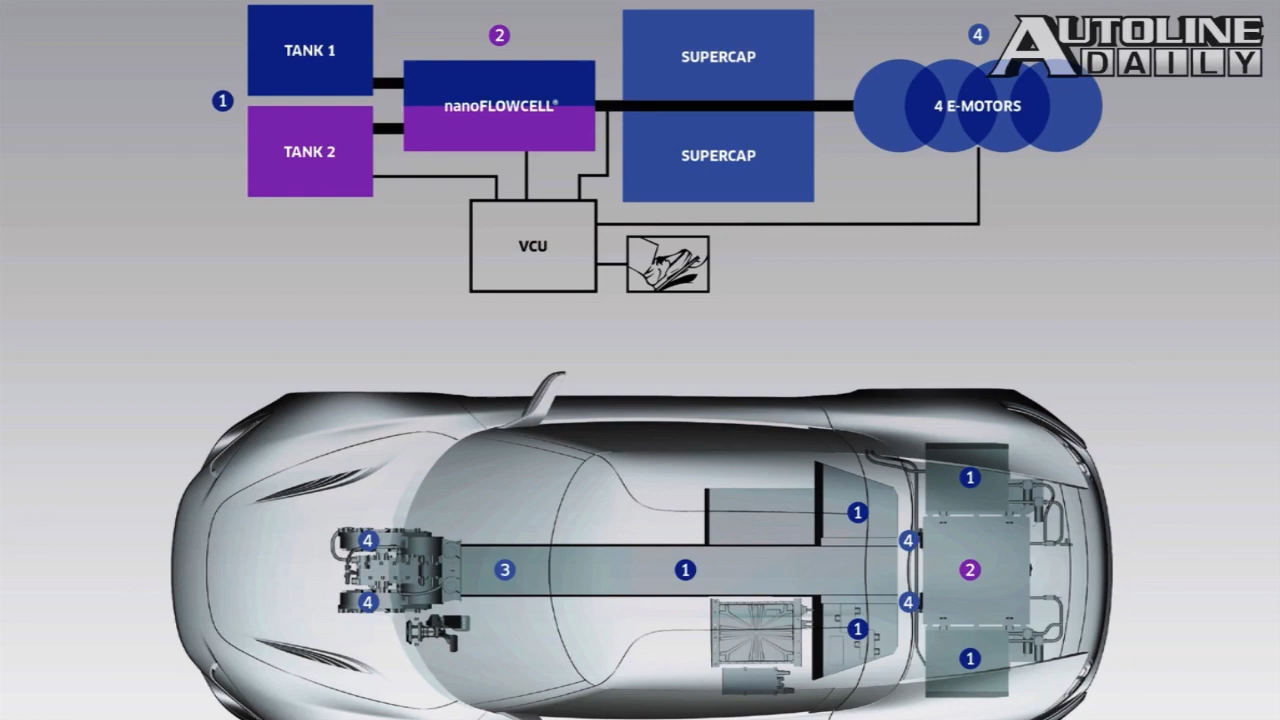 AUTOLINE
DAILY
TANK 1
2
SUPERCAP
4
1
nanoFLOWCELL®
4 E-MOTORS
TANK 2
SUPERCAP
VCU
1
1
4
4
3
1
2
4
4
1
1